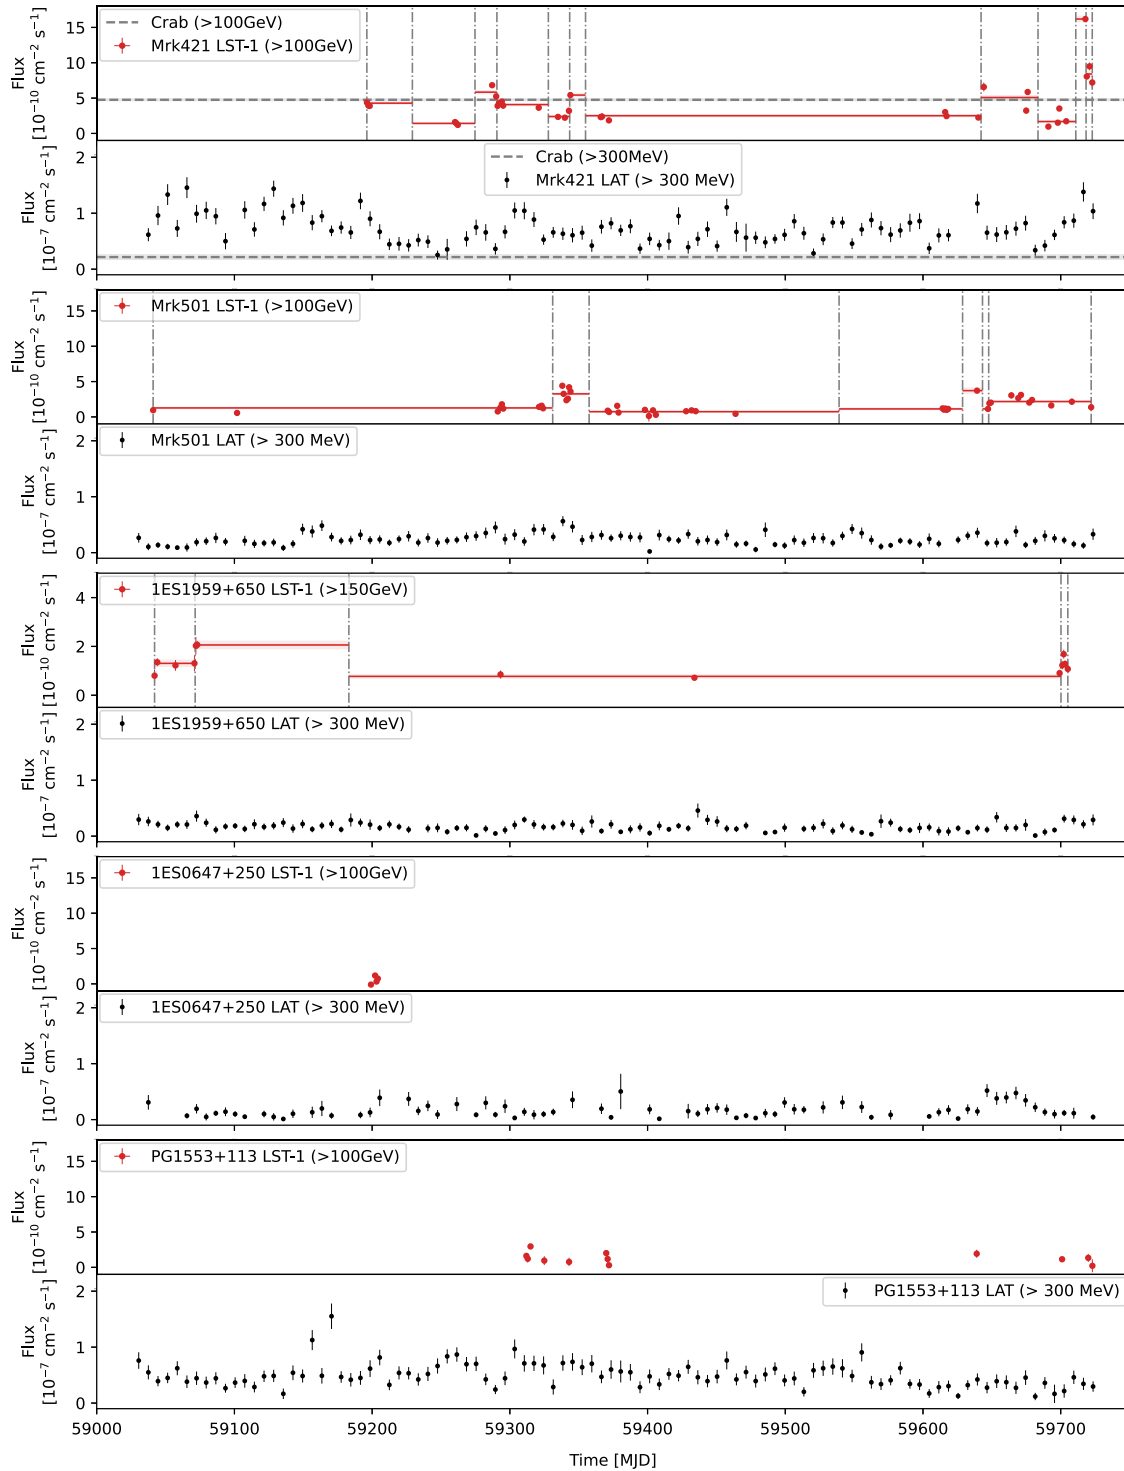 Crab (>100GeV)
Mrk421 LST-1 (>100GeV)
Flux
[10⁻¹⁰ cm⁻² s⁻¹]
15
10
5
0
Crab (>300MeV)
Mrk421 LAT (> 300 MeV)
Flux
[10⁻⁷ cm⁻² s⁻¹]
2
1
0
Mrk501 LST-1 (>100GeV)
Flux
[10⁻¹⁰ cm⁻² s⁻¹]
15
10
5
0
Mrk501 LAT (> 300 MeV)
Flux
[10⁻⁷ cm⁻² s⁻¹]
2
1
0
1ES1959+650 LST-1 (>150GeV)
Flux
[10⁻¹⁰ cm⁻² s⁻¹]
4
2
0
1ES1959+650 LAT (> 300 MeV)
Flux
[10⁻⁷ cm⁻² s⁻¹]
2
1
0
1ES0647+250 LST-1 (>100GeV)
Flux
[10⁻¹⁰ cm⁻² s⁻¹]
15
10
5
0
1ES0647+250 LAT (> 300 MeV)
Flux
[10⁻⁷ cm⁻² s⁻¹]
2
1
0
PG1553+113 LST-1 (>100GeV)
Flux
[10⁻¹⁰ cm⁻² s⁻¹]
15
10
5
0
PG1553+113 LAT (> 300 MeV)
Flux
[10⁻⁷ cm⁻² s⁻¹]
2
1
0
59000 59100 59200 59300 59400 59500 59600 59700
Time [MJD]